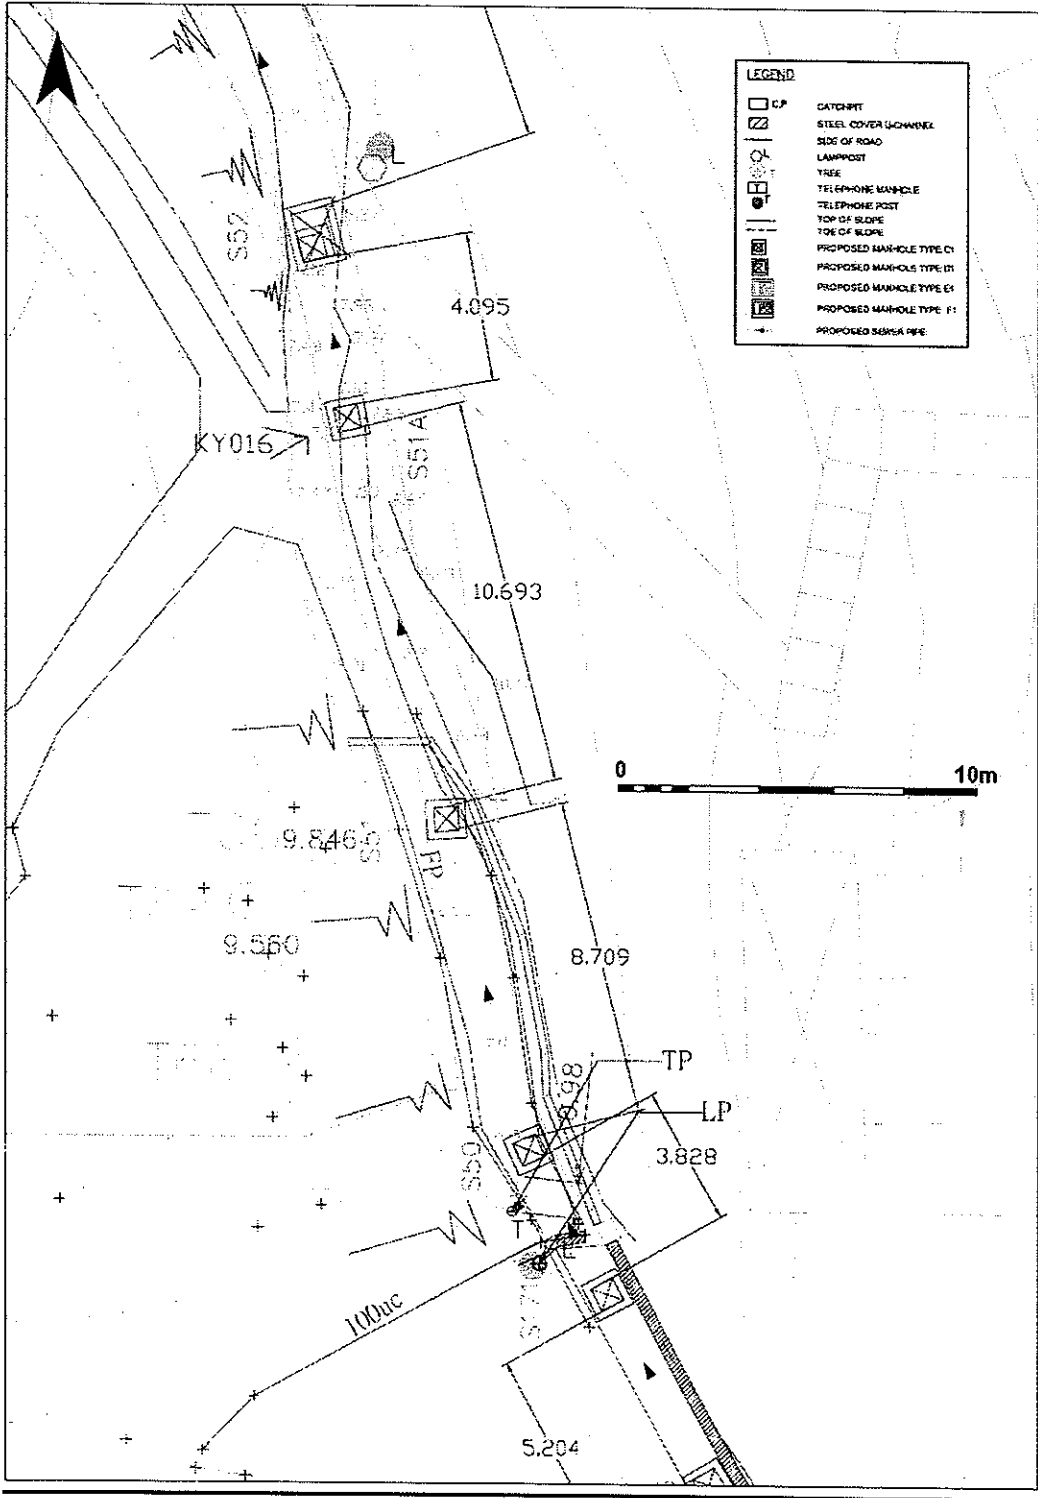 LEGEND
C.P CATCHPIT
STEEL COVER U-CHANNEL
SIDE OF ROAD
L LAMPPOST
T TREE
T TELEPHONE MANHOLE
T TELEPHONE POST
TOP OF SLOPE
TOE OF SLOPE
PROPOSED MANHOLE TYPE C1
PROPOSED MANHOLE TYPE D1
PROPOSED MANHOLE TYPE E1
PROPOSED MANHOLE TYPE F1
PROPOSED SEWER PIPE
L
S52
4.095
KY016
S51A
10.693
0 10m
9.846
S51
FP
9.560
8.709
TP
9.98
LP
S50
3.828
T
L
100uc
5.204